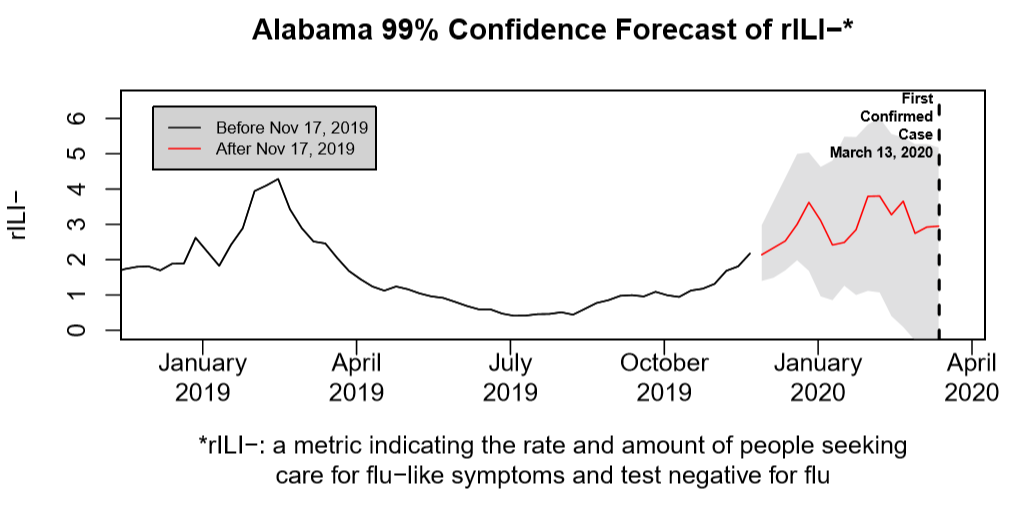 Alabama 99% Confidence Forecast of rILI−*
rILI−
6
5
4
3
2
1
0
Before Nov 17, 2019
After Nov 17, 2019
First
Confirmed
Case
March 13, 2020
January
2019
April
2019
July
2019
October
2019
January
2020
April
2020
*rILI−: a metric indicating the rate and amount of people seeking
care for flu−like symptoms and test negative for flu